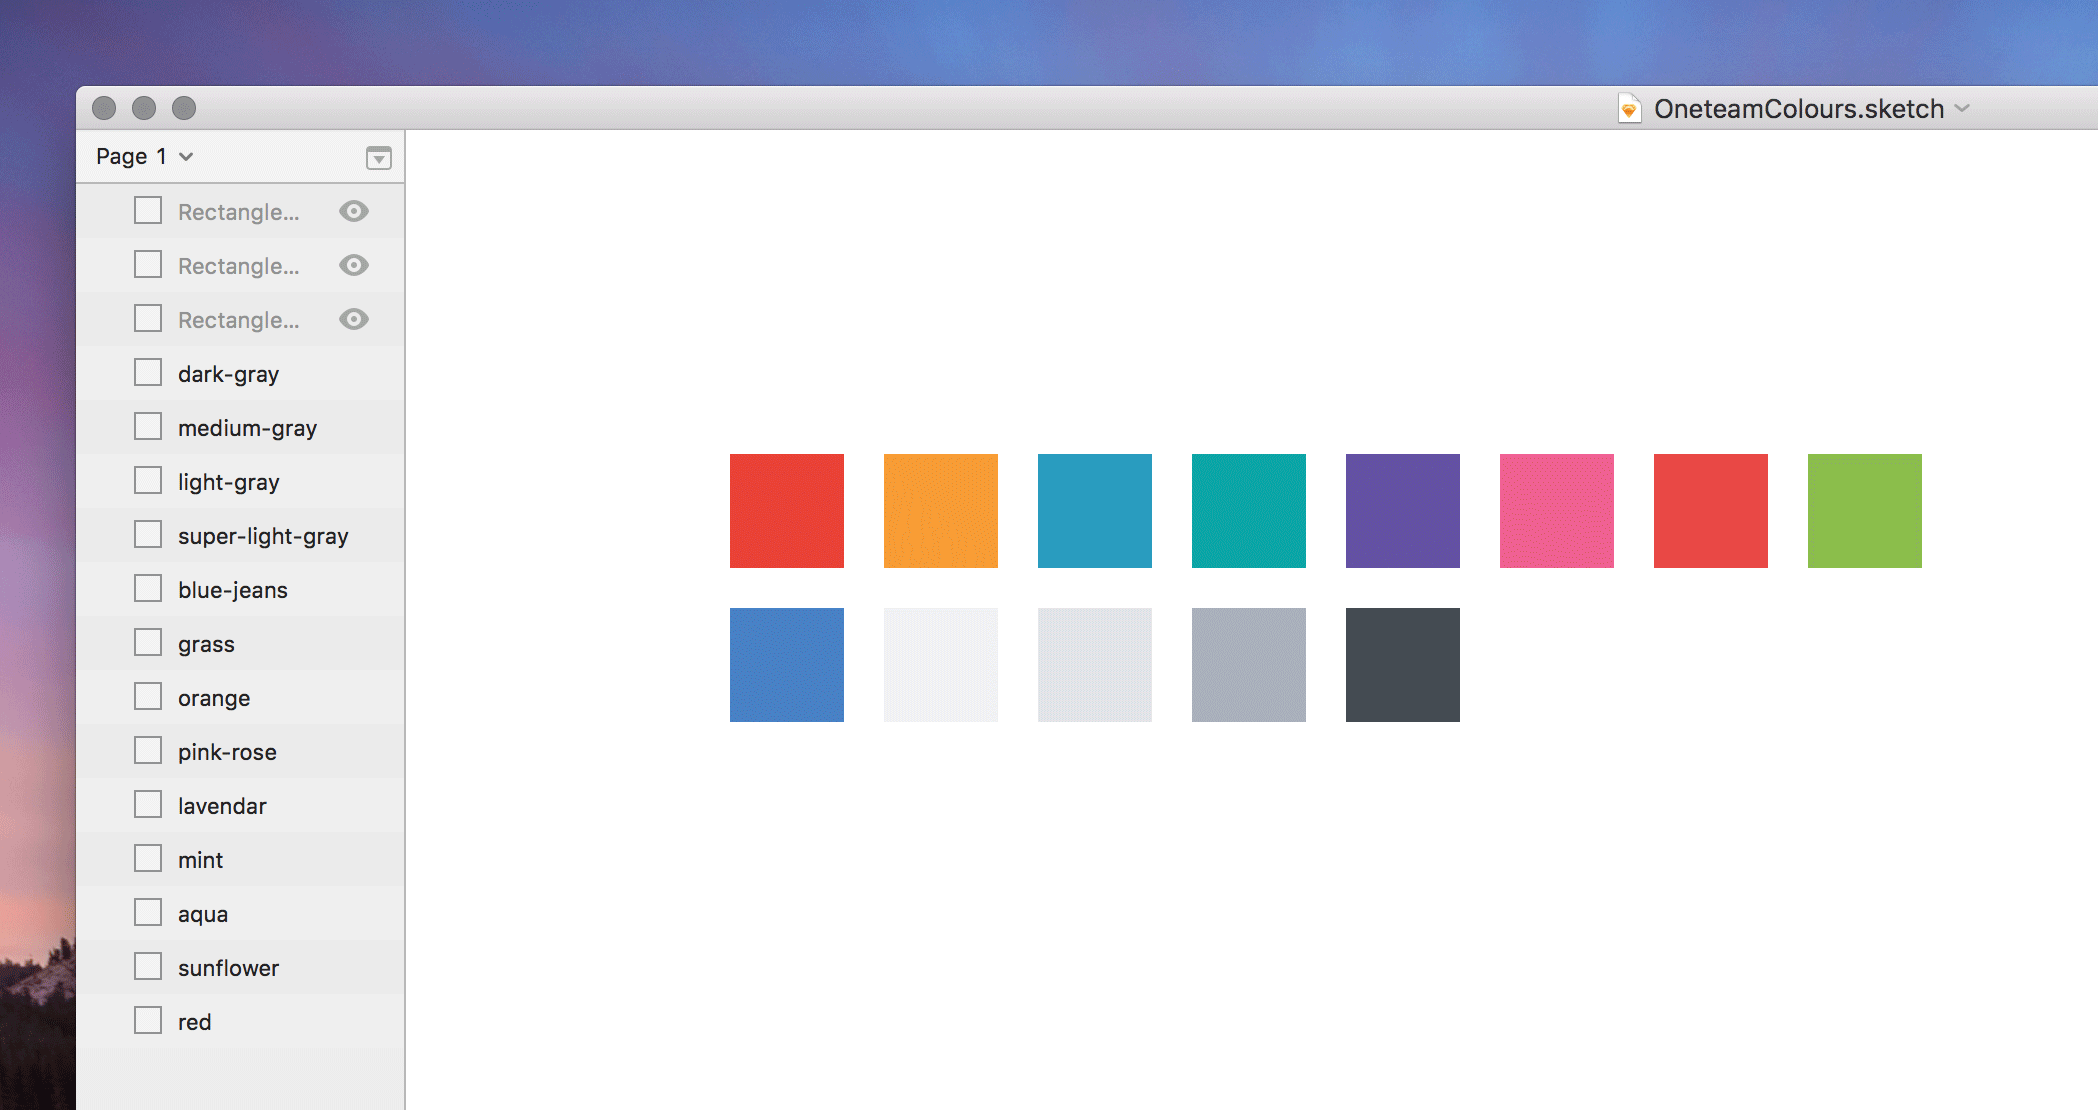 OneteamColours.sketch
Page 1
Rectangle...
Rectangle...
Rectangle...
dark-gray
medium-gray
light-gray
super-light-gray
blue-jeans
grass
orange
pink-rose
lavendar
mint
aqua
sunflower
red